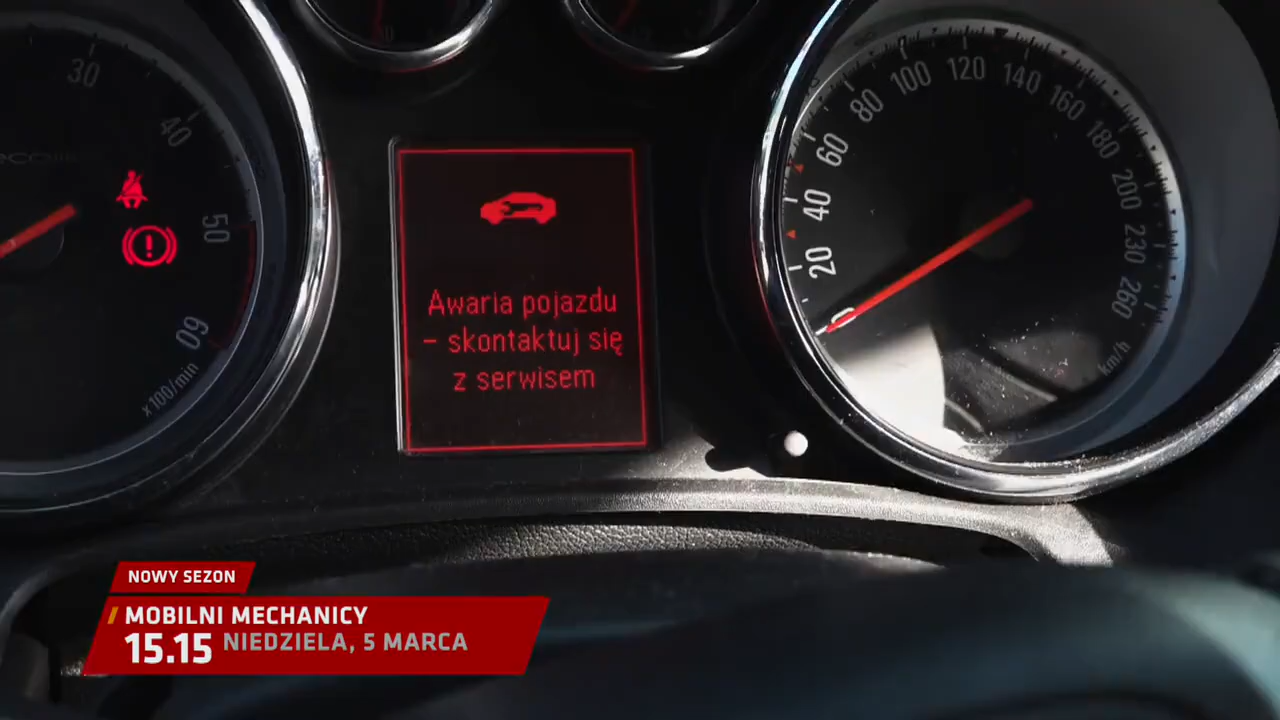 30
40
50
60
x100/min
Awaria pojazdu
– skontaktuj się
z serwisem
0
20
40
60
80
100
120
140
160
180
200
230
260
km/h
NOWY SEZON
MOBILNI MECHANICY
15.15 NIEDZIELA, 5 MARCA